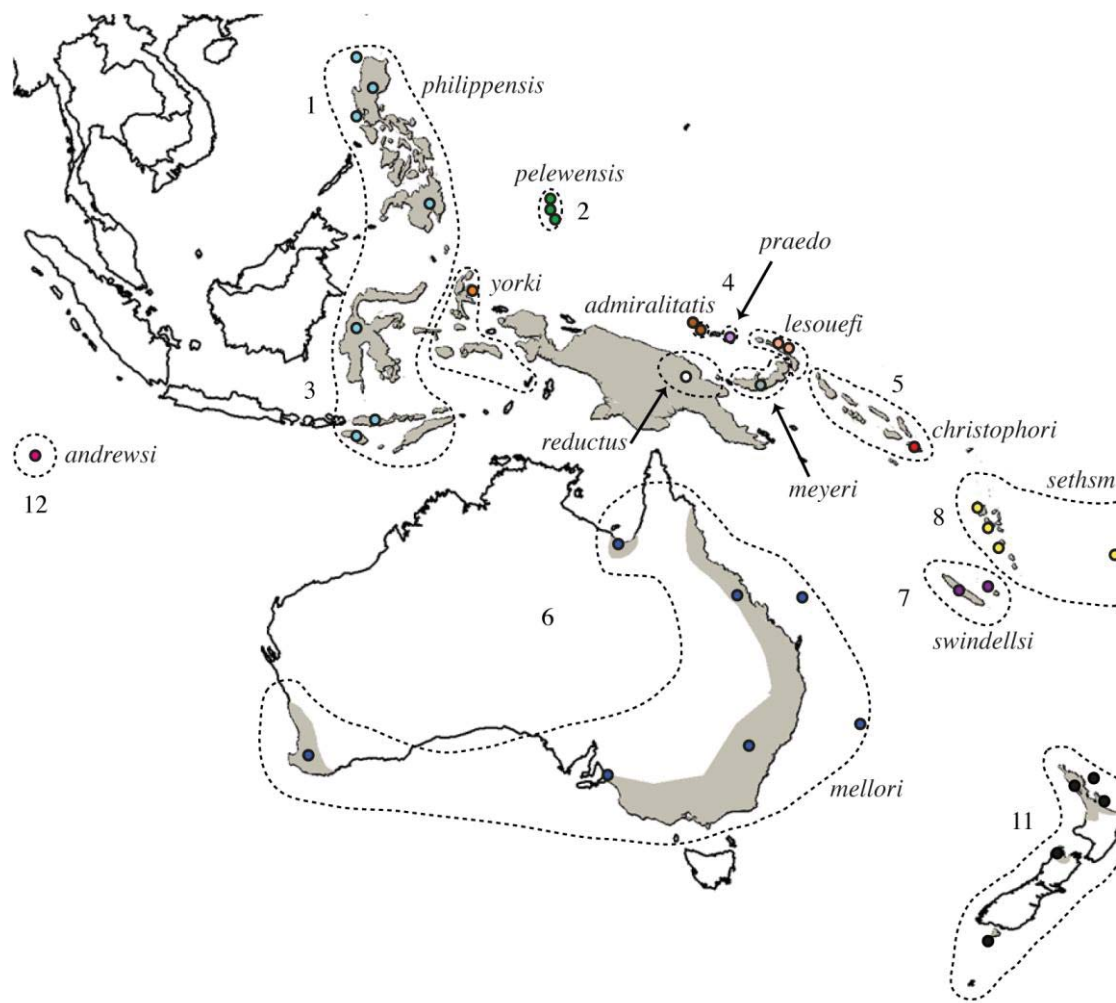 philippensis
1
pelewensis
2
praedo
4
yorki
admiralitatis
lesouefi
3
5
reductus
christophori
andrewsi
meyeri
sethsm
12
8
6
7
swindellsi
mellori
11